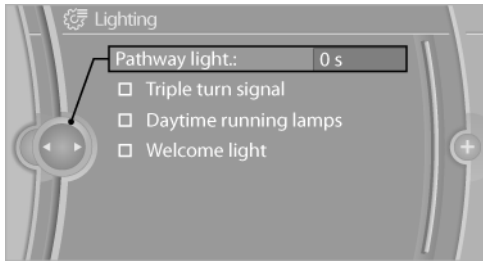 Lighting
Pathway light.: 0 s
Triple turn signal
Daytime running lamps
Welcome light